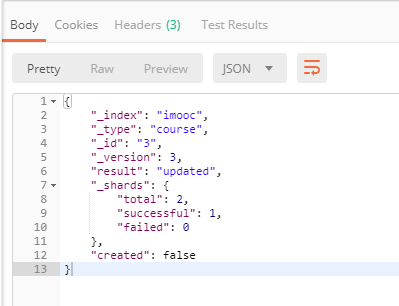 Body Cookies Headers (3) Test Results
Pretty Raw Preview JSON
1 {
2 "_index": "imooc",
3 "_type": "course",
4 "_id": "3",
5 "_version": 3,
6 "result": "updated",
7 "_shards": {
8 "total": 2,
9 "successful": 1,
10 "failed": 0
11 },
12 "created": false
13 }